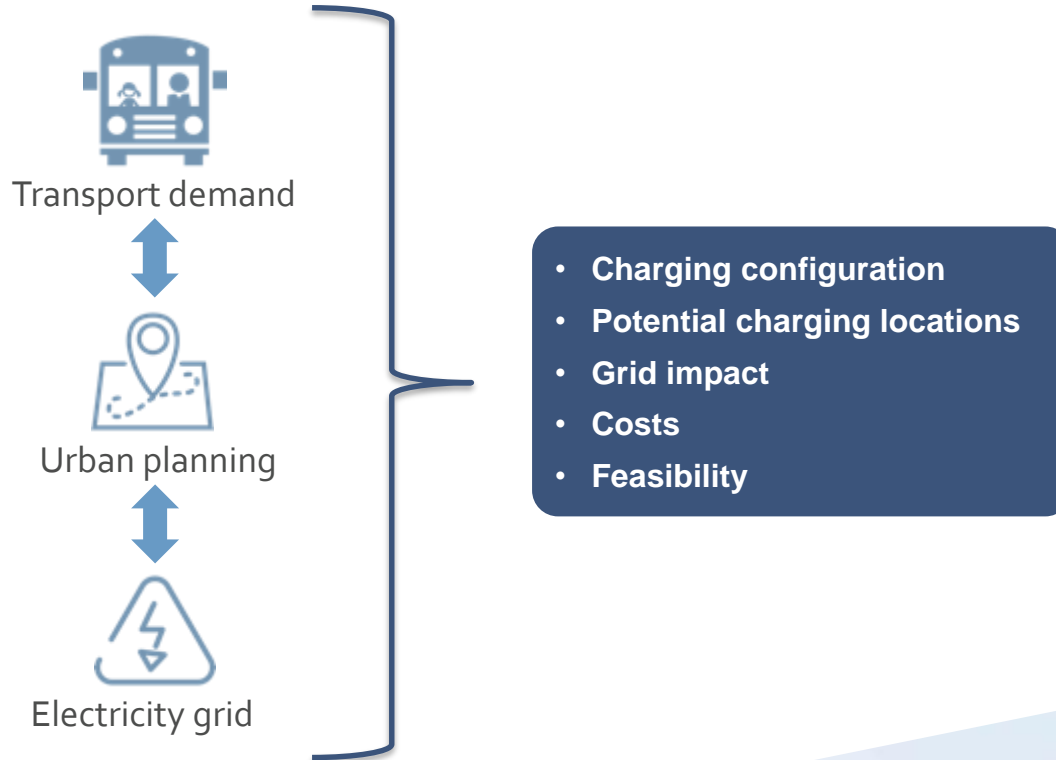 Transport demand
Urban planning
Electricity grid
• Charging configuration
• Potential charging locations
• Grid impact
• Costs
• Feasibility